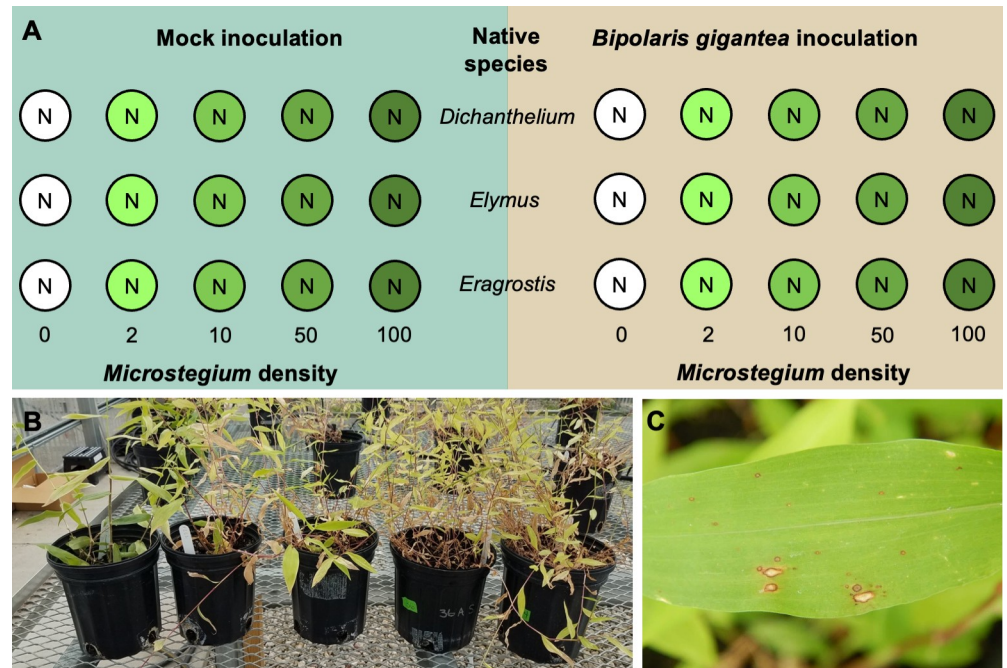 A
Mock inoculation
Native
species
Bipolaris gigantea inoculation
N N N N N Dichanthelium N N N N N
N N N N N Elymus N N N N N
N N N N N Eragrostis N N N N N
0 2 10 50 100 0 2 10 50 100
Microstegium density Microstegium density
B
C